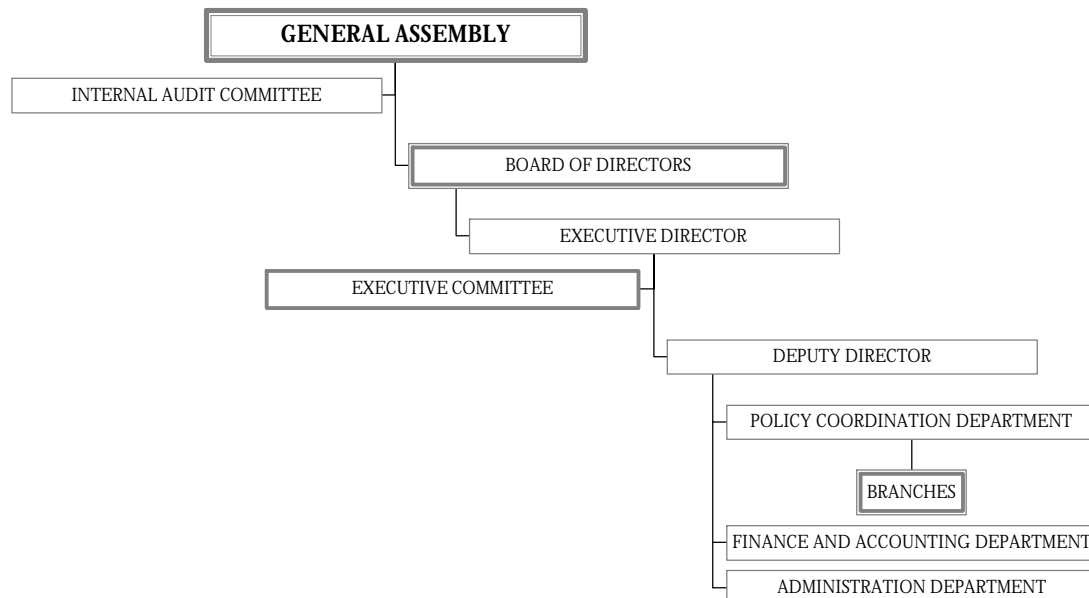 GENERAL ASSEMBLY
INTERNAL AUDIT COMMITTEE
BOARD OF DIRECTORS
EXECUTIVE DIRECTOR
EXECUTIVE COMMITTEE
DEPUTY DIRECTOR
POLICY COORDINATION DEPARTMENT
BRANCHES
FINANCE AND ACCOUNTING DEPARTMENT
ADMINISTRATION DEPARTMENT